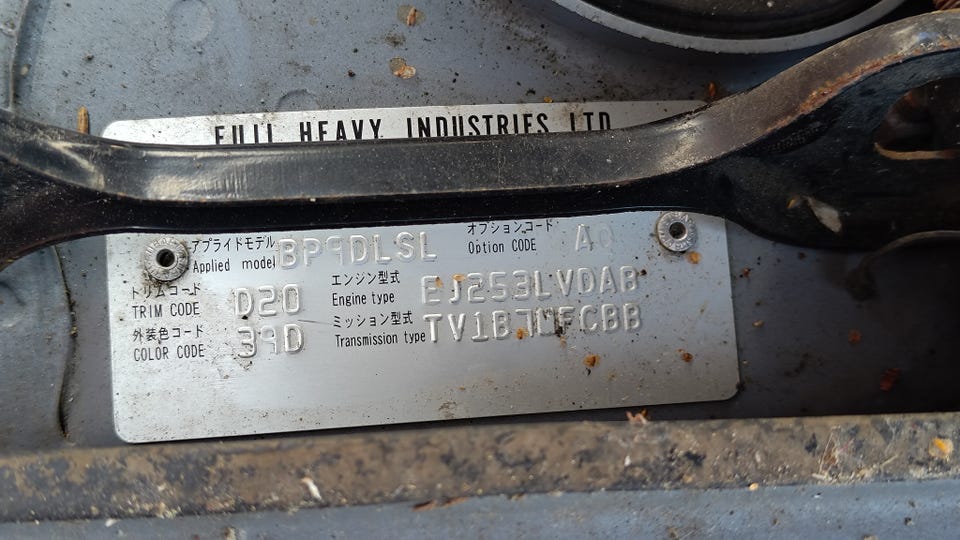 FUJI HEAVY INDUSTRIES LTD
アプライドモデル
Applied model BP9DLSL
オプションコード
Option CODE A0
トリムコード
TRIM CODE D20
エンジン型式
Engine type EJ253LVDAB
外装色コード
COLOR CODE 39D
ミッション型式
Transmission type